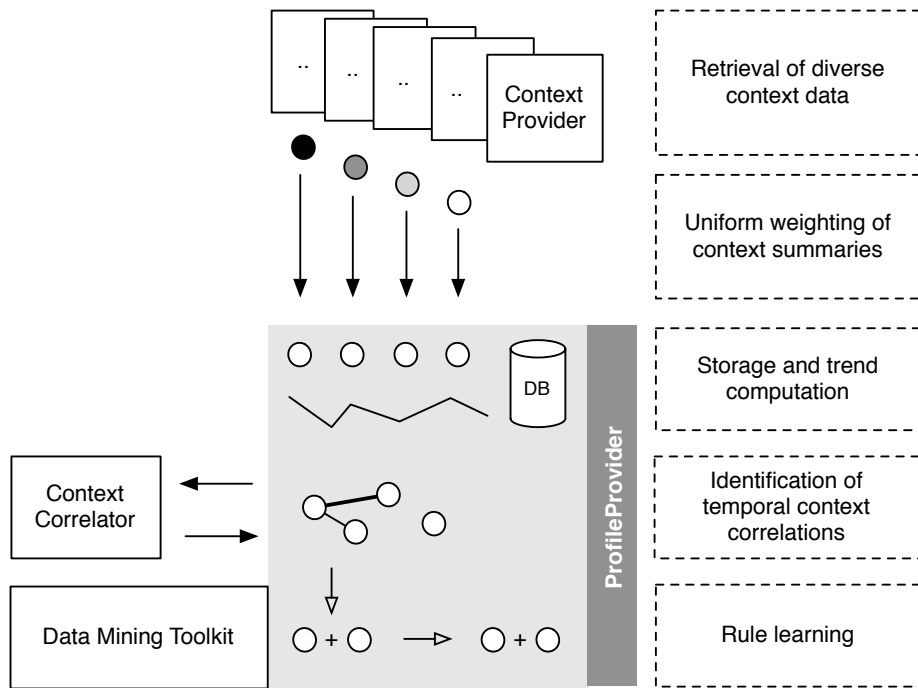 ..
..
..
..
Context
Provider
Retrieval of diverse
context data
Uniform weighting of
context summaries
DB
ProfileProvider
Storage and trend
computation
Context
Correlator
Identification of
temporal context
correlations
Data Mining Toolkit
+
+
Rule learning